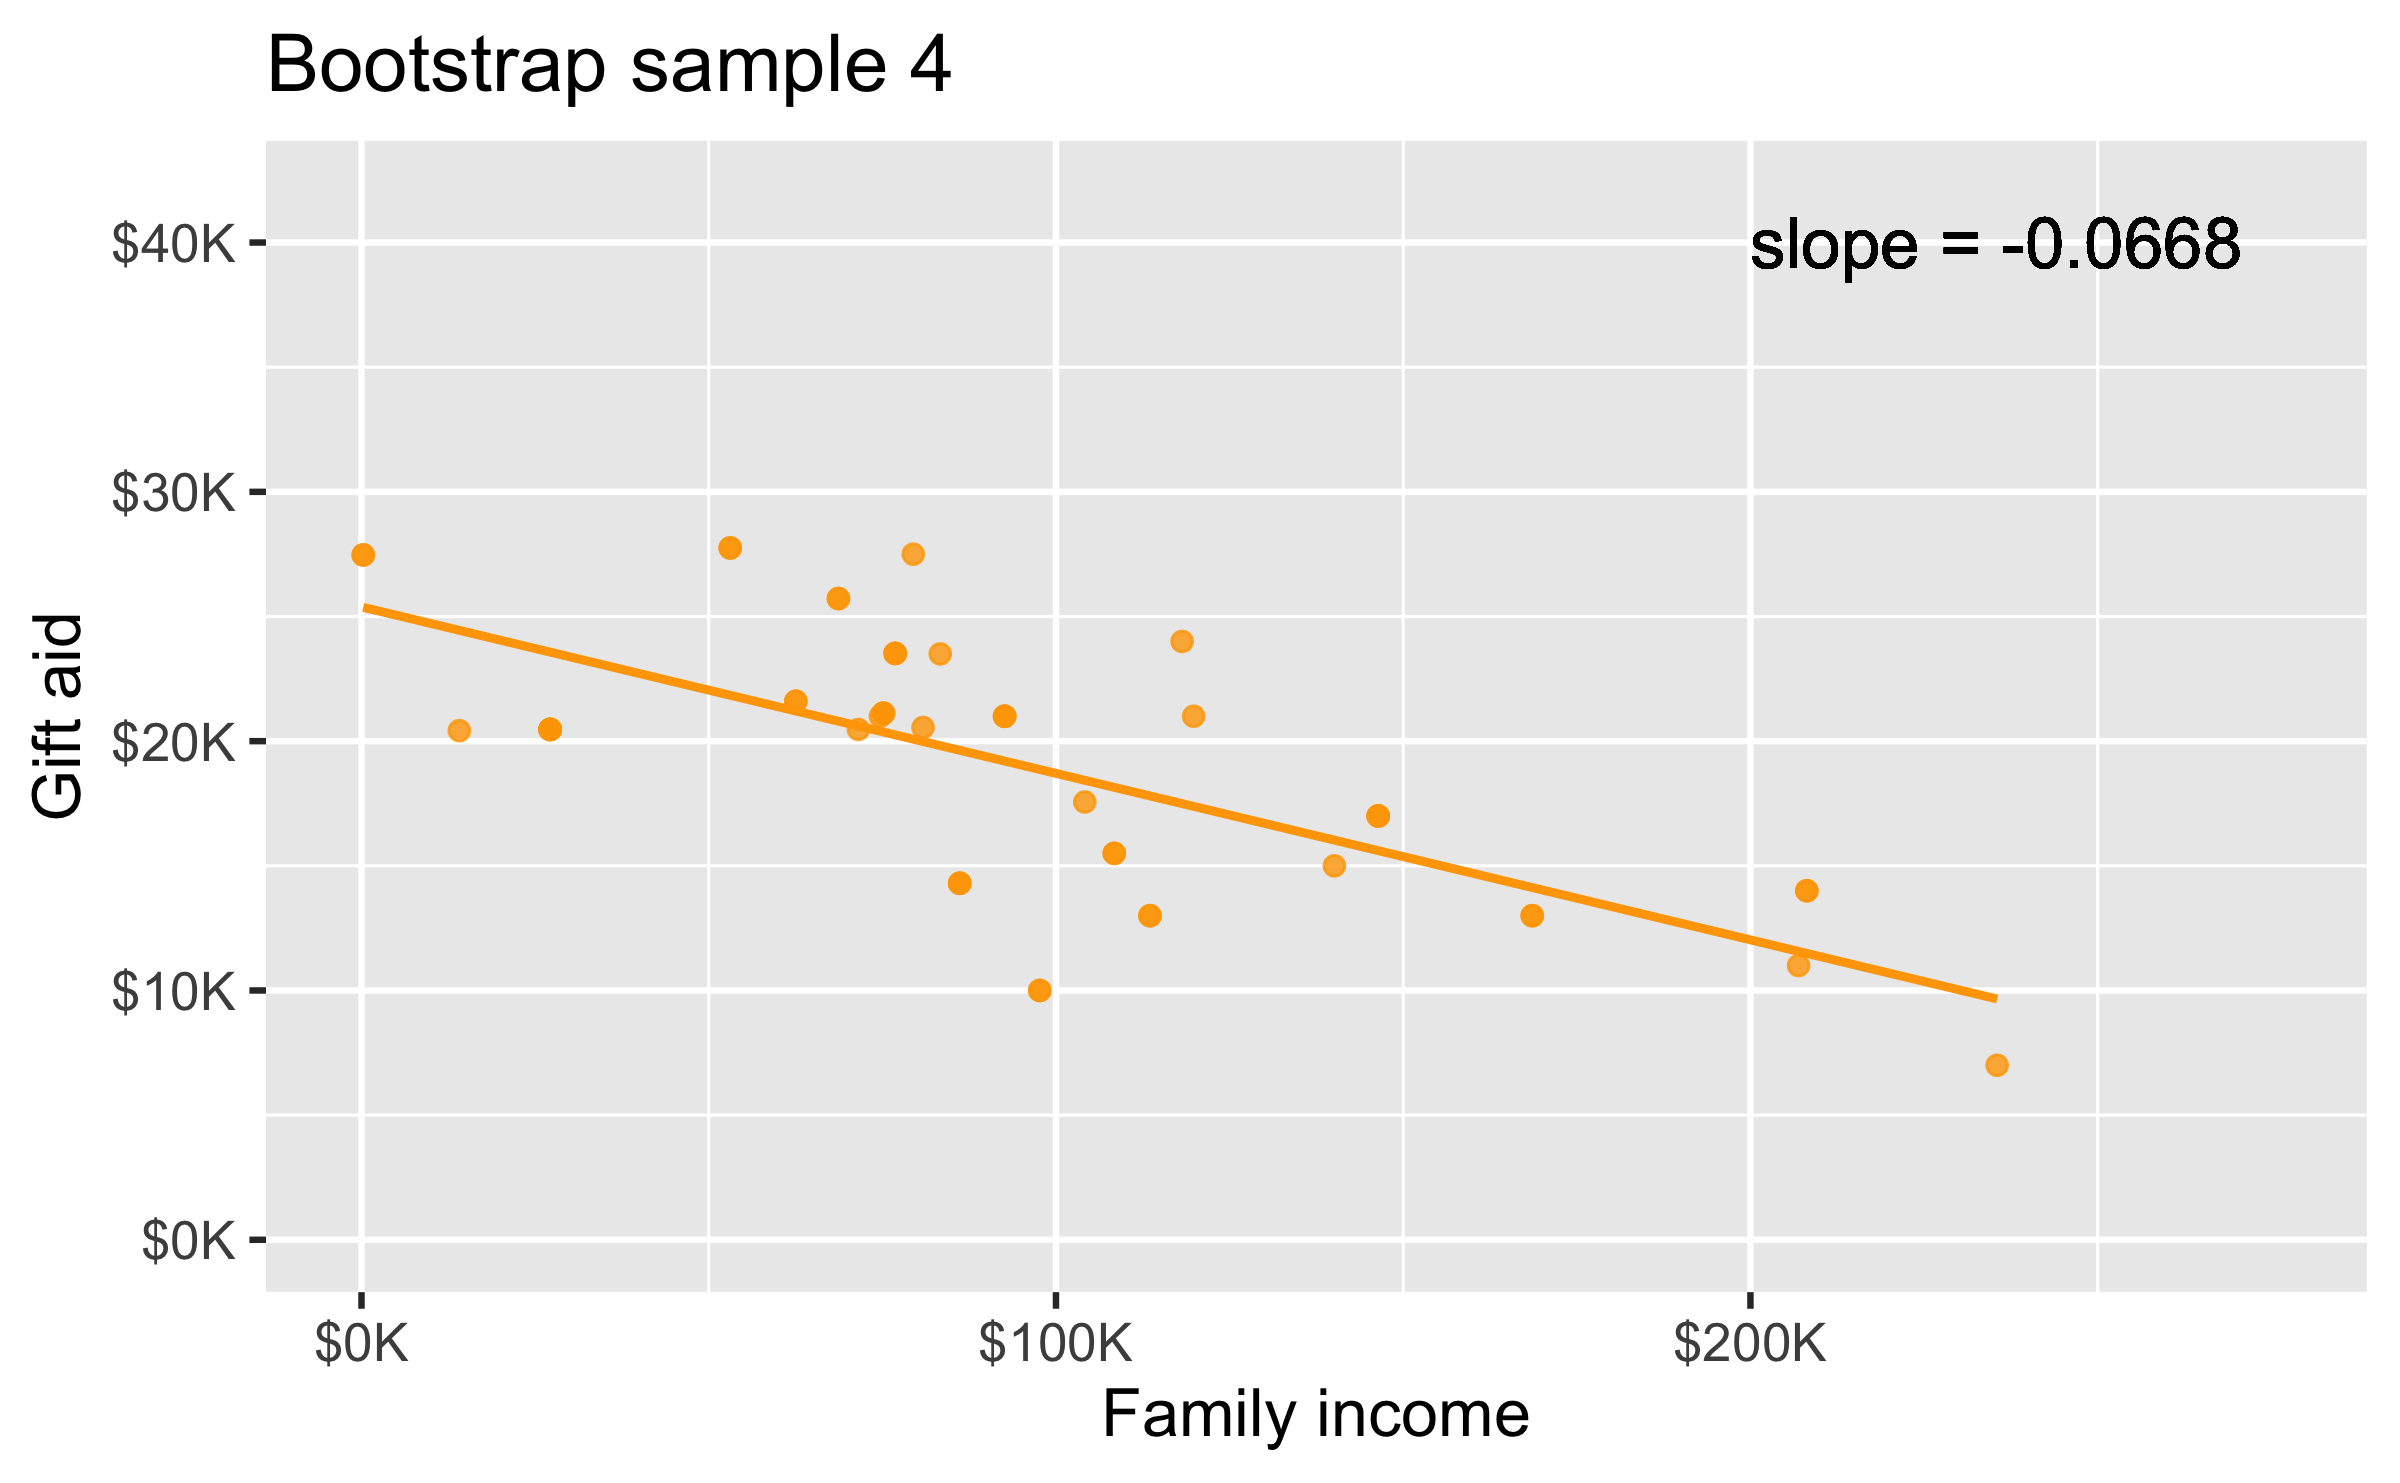 Bootstrap sample 4
slope = -0.0668
$40K
$30K
$20K
$10K
$0K
Gift aid
$0K
$100K
$200K
Family income